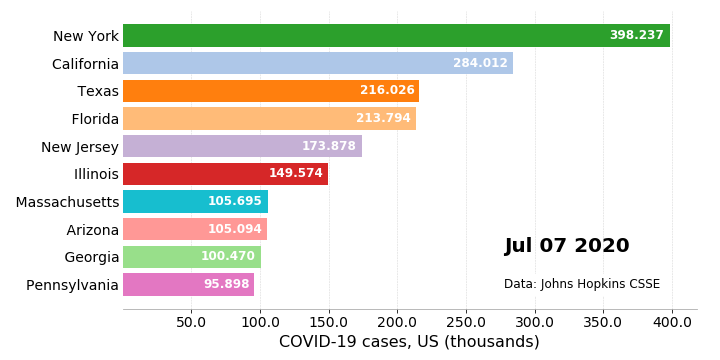 New York 398.237
California 284.012
Texas 216.026
Florida 213.794
New Jersey 173.878
Illinois 149.574
Massachusetts 105.695
Arizona 105.094
Georgia 100.470
Pennsylvania 95.898
Jul 07 2020
Data: Johns Hopkins CSSE
50.0 100.0 150.0 200.0 250.0 300.0 350.0 400.0
COVID-19 cases, US (thousands)